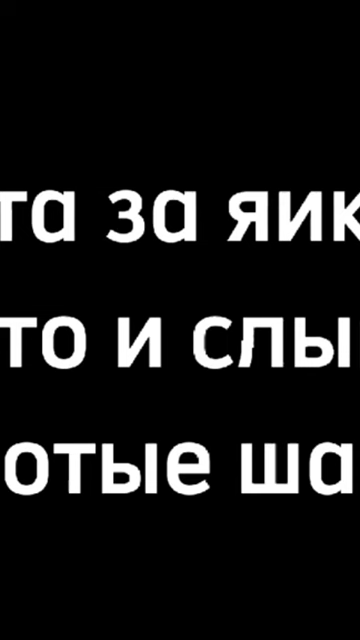 та за яик
то и слы
отые ша